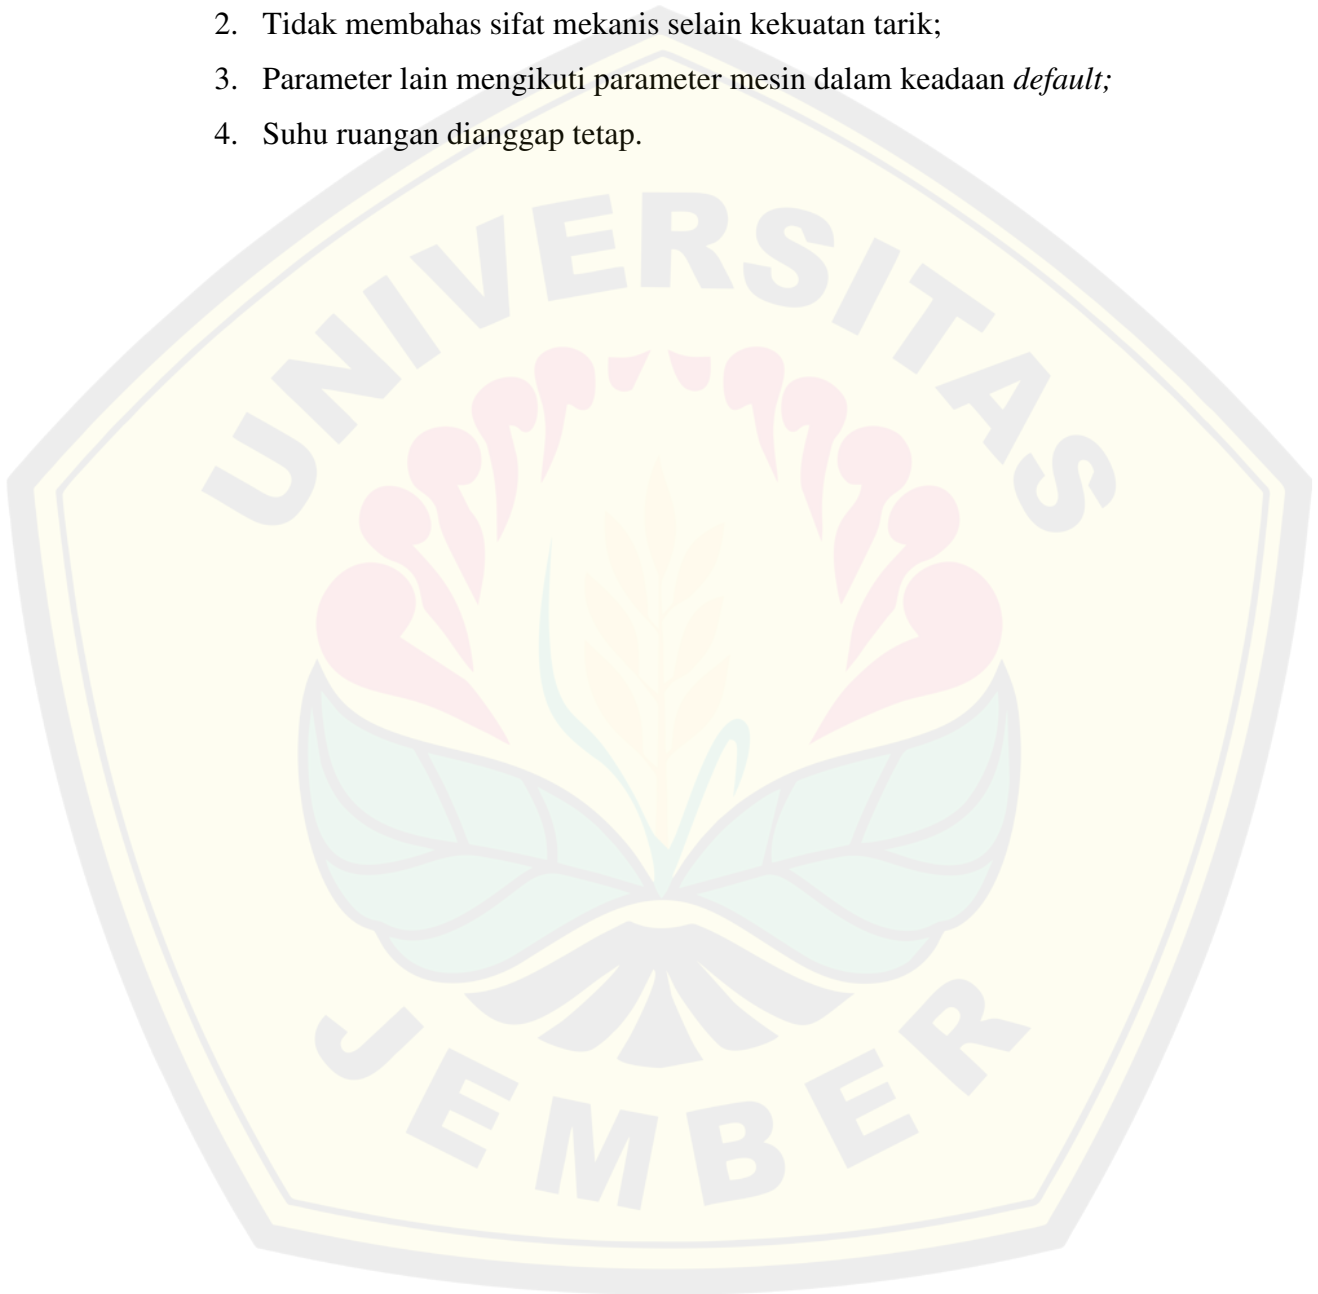 2. Tidak membahas sifat mekanis selain kekuatan tarik;
3. Parameter lain mengikuti parameter mesin dalam keadaan default;
4. Suhu ruangan dianggap tetap.
UNIVERSITAS
JEMBER